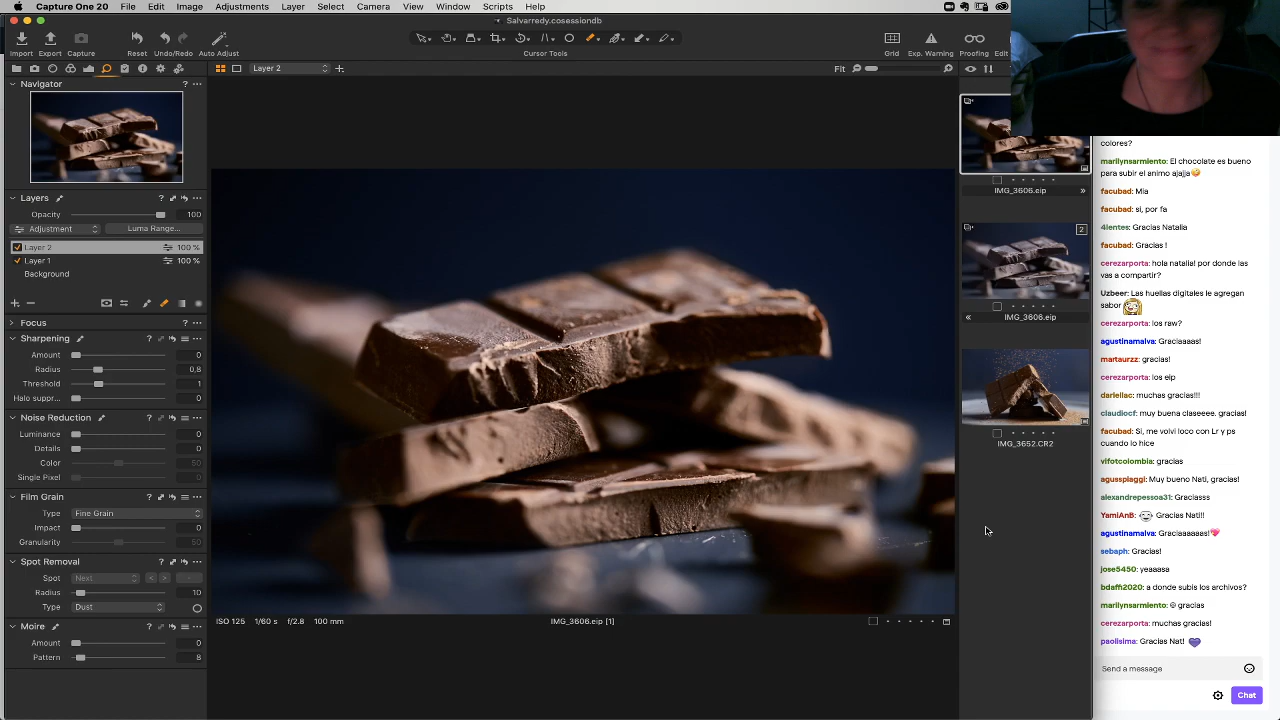 Capture One 20 File Edit Image Adjustments Layer Select Camera View Window Scripts Help
Salvarredy.cosessiondb
Import Export Capture Reset Undo/Redo Auto Adjust Cursor Tools Grid Exp. Warning Proofing Edit
Layer 2
Fit
Navigator ? ...
Layers ? ...
Opacity 100
Adjustment Luma Range...
Layer 2 100 %
Layer 1 100 %
Background
Focus ? ...
Sharpening ? ...
Amount 0
Radius 0,8
Threshold 1
Halo suppr... 0
Noise Reduction ? ...
Luminance 0
Details 0
Color 50
Single Pixel 0
Film Grain ? ...
Type Fine Grain
Impact 0
Granularity 50
Spot Removal ? ...
Spot Next < > -
Radius 10
Type Dust
Moire ? ...
Amount 0
Pattern 8
ISO 125 1/60 s f/2.8 100 mm
IMG_3606.eip [1]
IMG_3606.eip »
2
« IMG_3606.eip
IMG_3652.CR2
colores?
marilynsarmiento: El chocolate es bueno
para subir el animo ajajja
facubad: Mia
facubad: si, por fa
4lentes: Gracias Natalia
facubad: Gracias !
cerezarporta: hola natalia! por donde las
vas a compartir?
Uzbeer: Las huellas digitales le agregan
sabor
cerezarporta: los raw?
agustinamalva: Graciaaaas!
martaurzz: gracias!
cerezarporta: los eip
dariellac: muchas gracias!!!
claudiocf: muy buena claseeee. gracias!
facubad: Si, me volvi loco con Lr y ps
cuando lo hice
vifotcolombia: gracias
agusspiaggi: Muy bueno Nati, gracias!
alexandrepessoa31: Graciasss
YamiAnB: Gracias Nati!!
agustinamalva: Graciaaaaaas!
sebaph: Gracias!
jose5450: yeaaasa
bdaffi2020: a donde subis los archivos?
marilynsarmiento: gracias
cerezarporta: muchas gracias!
paolisima: Gracias Nat!
Send a message
Chat